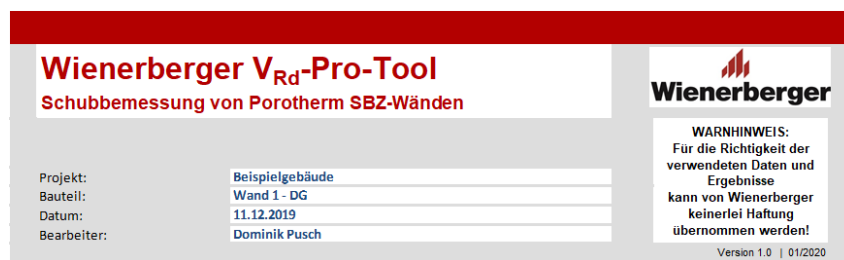 Wienerberger VRd-Pro-Tool
Schubbemessung von Porotherm SBZ-Wänden
Wienerberger
WARNHINWEIS:
Für die Richtigkeit der
verwendeten Daten und
Ergebnisse
kann von Wienerberger
keinerlei Haftung
übernommen werden!
Projekt: Beispielgebäude
Bauteil: Wand 1 - DG
Datum: 11.12.2019
Bearbeiter: Dominik Pusch
Version 1.0 | 01/2020